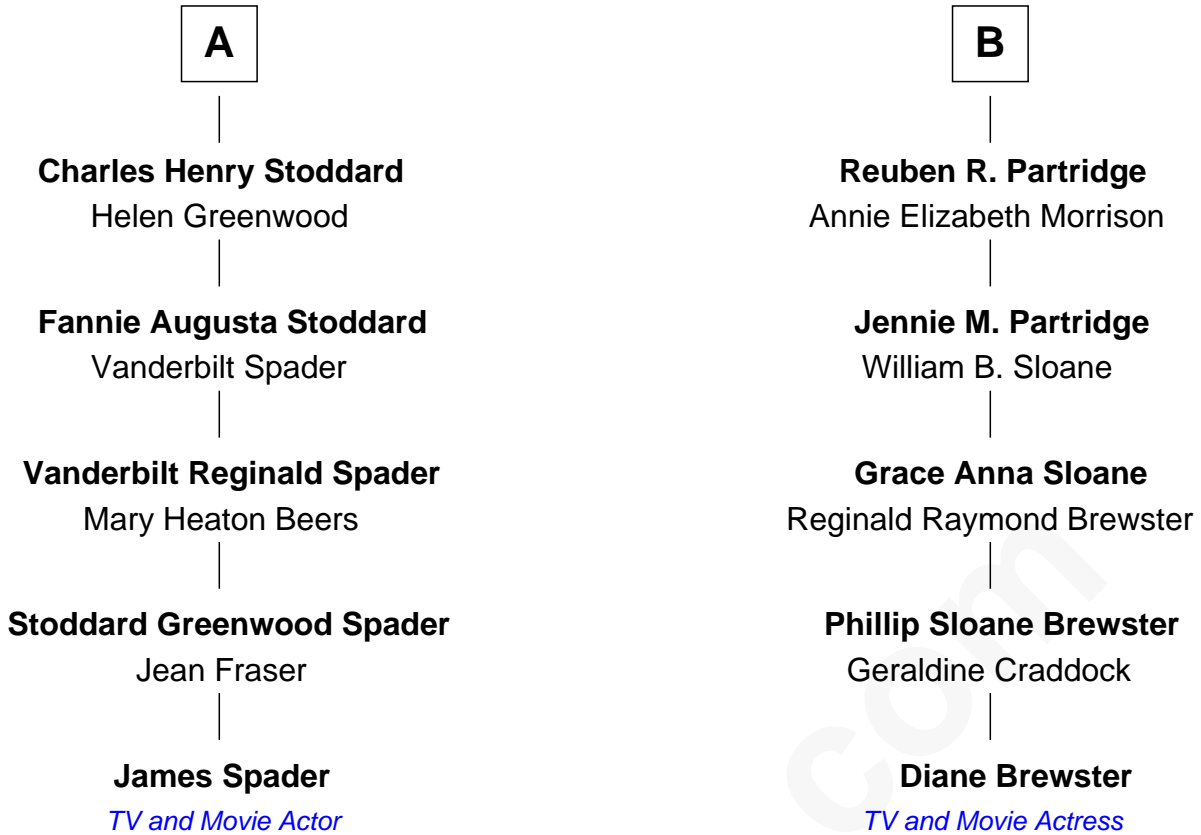 A
Charles Henry Stoddard
Helen Greenwood
Fannie Augusta Stoddard
Vanderbilt Spader
Vanderbilt Reginald Spader
Mary Heaton Beers
Stoddard Greenwood Spader
Jean Fraser
James Spader
TV and Movie Actor
B
Reuben R. Partridge
Annie Elizabeth Morrison
Jennie M. Partridge
William B. Sloane
Grace Anna Sloane
Reginald Raymond Brewster
Phillip Sloane Brewster
Geraldine Craddock
Diane Brewster
TV and Movie Actress
com